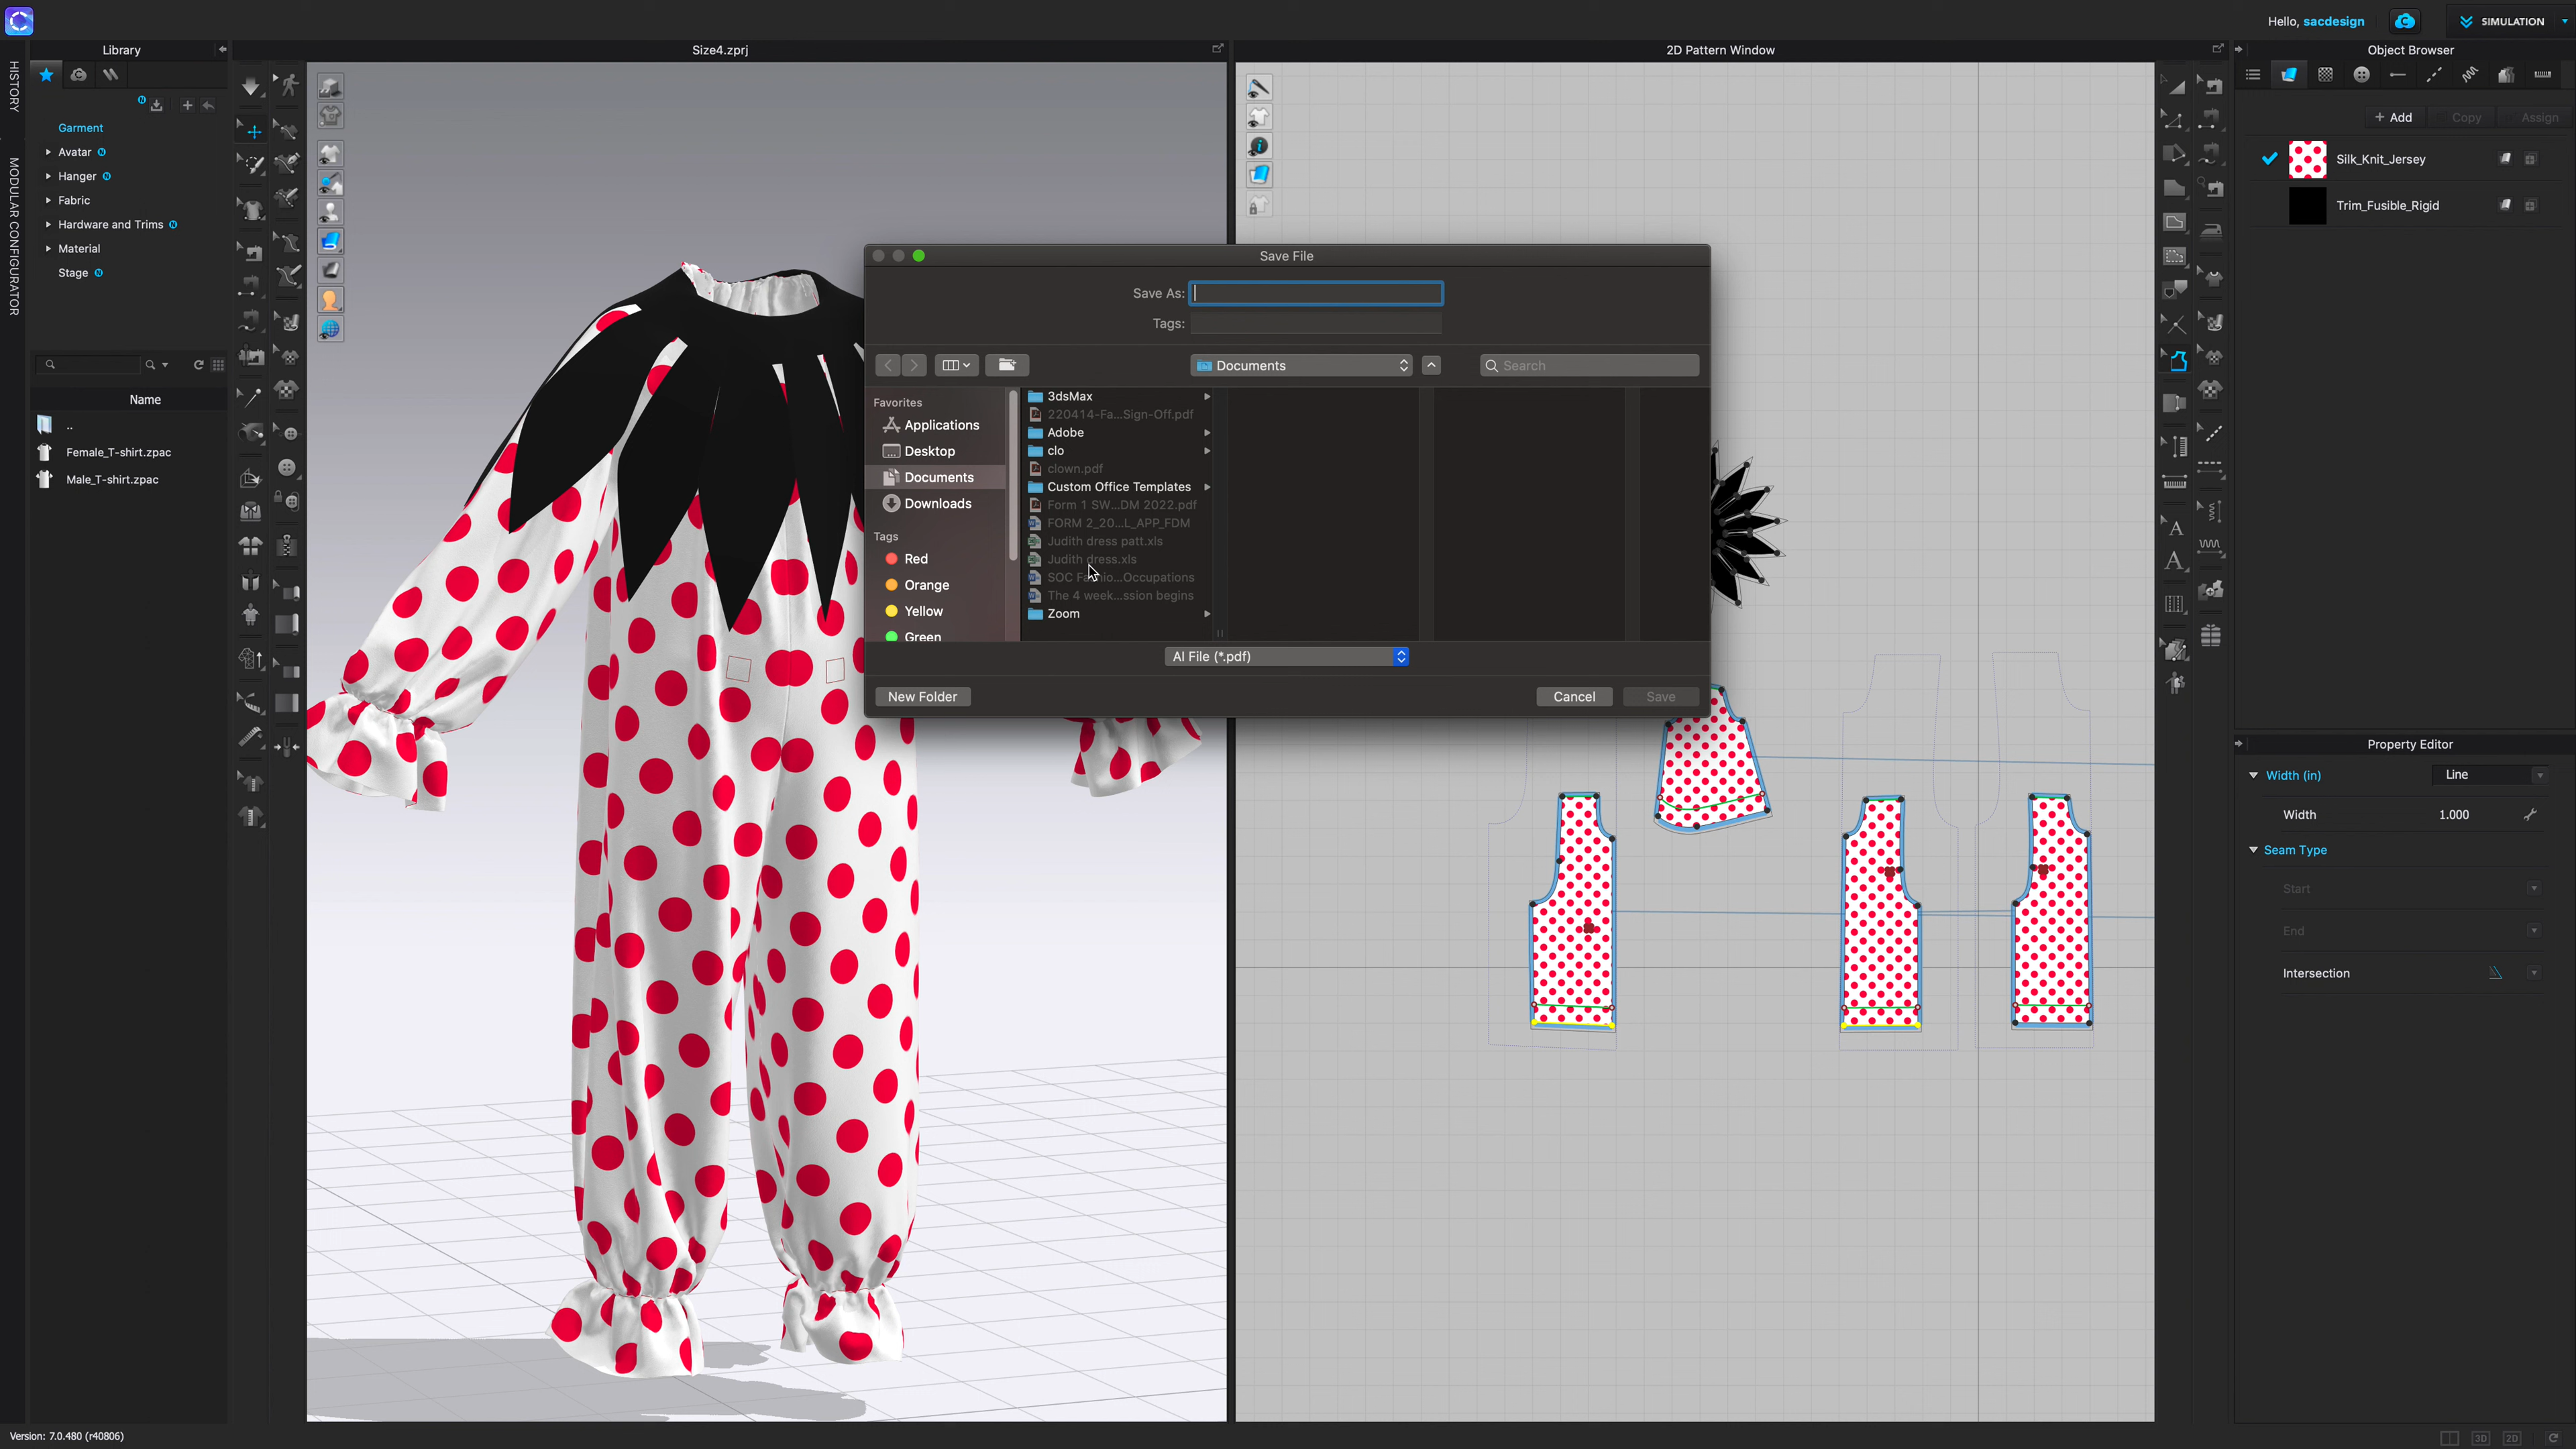 Hello, sacdesign
SIMULATION
Library
Size4.zprj
2D Pattern Window
Object Browser
HISTORY
MODULAR CONFIGURATOR
Garment
Avatar N
Hanger N
Fabric
Hardware and Trims N
Material
Stage N
Name
..
Female_T-shirt.zpac
Male_T-shirt.zpac
+ Add
Copy
Assign
Silk_Knit_Jersey
Trim_Fusible_Rigid
Save File
Save As:
Tags:
Documents
Search
Favorites
Applications
Desktop
Documents
Downloads
Tags
Red
Orange
Yellow
Green
3dsMax
220414-Fa...Sign-Off.pdf
Adobe
clo
clown.pdf
Custom Office Templates
Form 1 SW...DM 2022.pdf
FORM 2_20...L_APP_FDM
Judith dress patt.xls
Judith dress.xls
SOC Fashio...Occupations
The 4 week...ssion begins
Zoom
AI File (*.pdf)
New Folder
Cancel
Save
Property Editor
Width (in)
Line
Width
1.000
Seam Type
Start
End
Intersection
Version: 7.0.480 (r40806)
3D
2D